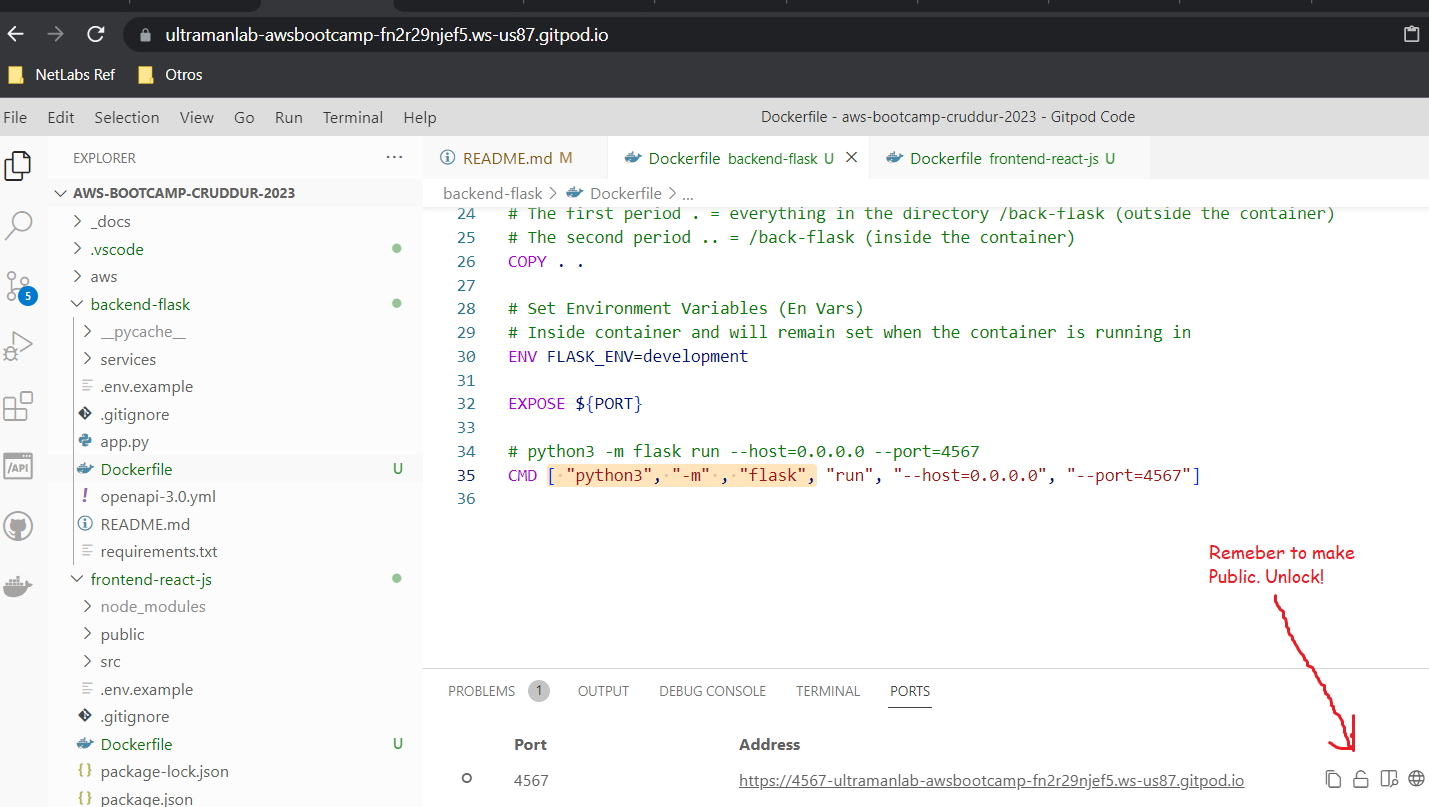 ultramanlab-awsbootcamp-fn2r29njef5.ws-us87.gitpod.io
NetLabs Ref Otros
File Edit Selection View Go Run Terminal Help Dockerfile - aws-bootcamp-cruddur-2023 - Gitpod Code
EXPLORER ...
AWS-BOOTCAMP-CRUDDUR-2023
_docs
.vscode
aws
backend-flask
__pycache__
services
.env.example
.gitignore
app.py
Dockerfile U
openapi-3.0.yml
README.md
requirements.txt
frontend-react-js
node_modules
public
src
.env.example
.gitignore
Dockerfile U
package-lock.json
package.json
5
/API
README.md M Dockerfile backend-flask U Dockerfile frontend-react-js U
backend-flask > Dockerfile > ...
24 # The first period . = everything in the directory /back-flask (outside the container)
25 # The second period .. = /back-flask (inside the container)
26 COPY . .
27
28 # Set Environment Variables (En Vars)
29 # Inside container and will remain set when the container is running in
30 ENV FLASK_ENV=development
31
32 EXPOSE ${PORT}
33
34 # python3 -m flask run --host=0.0.0.0 --port=4567
35 CMD [ "python3", "-m" , "flask", "run", "--host=0.0.0.0", "--port=4567"]
36
Remeber to make
Public. Unlock!
PROBLEMS 1 OUTPUT DEBUG CONSOLE TERMINAL PORTS
Port Address
4567 https://4567-ultramanlab-awsbootcamp-fn2r29njef5.ws-us87.gitpod.io